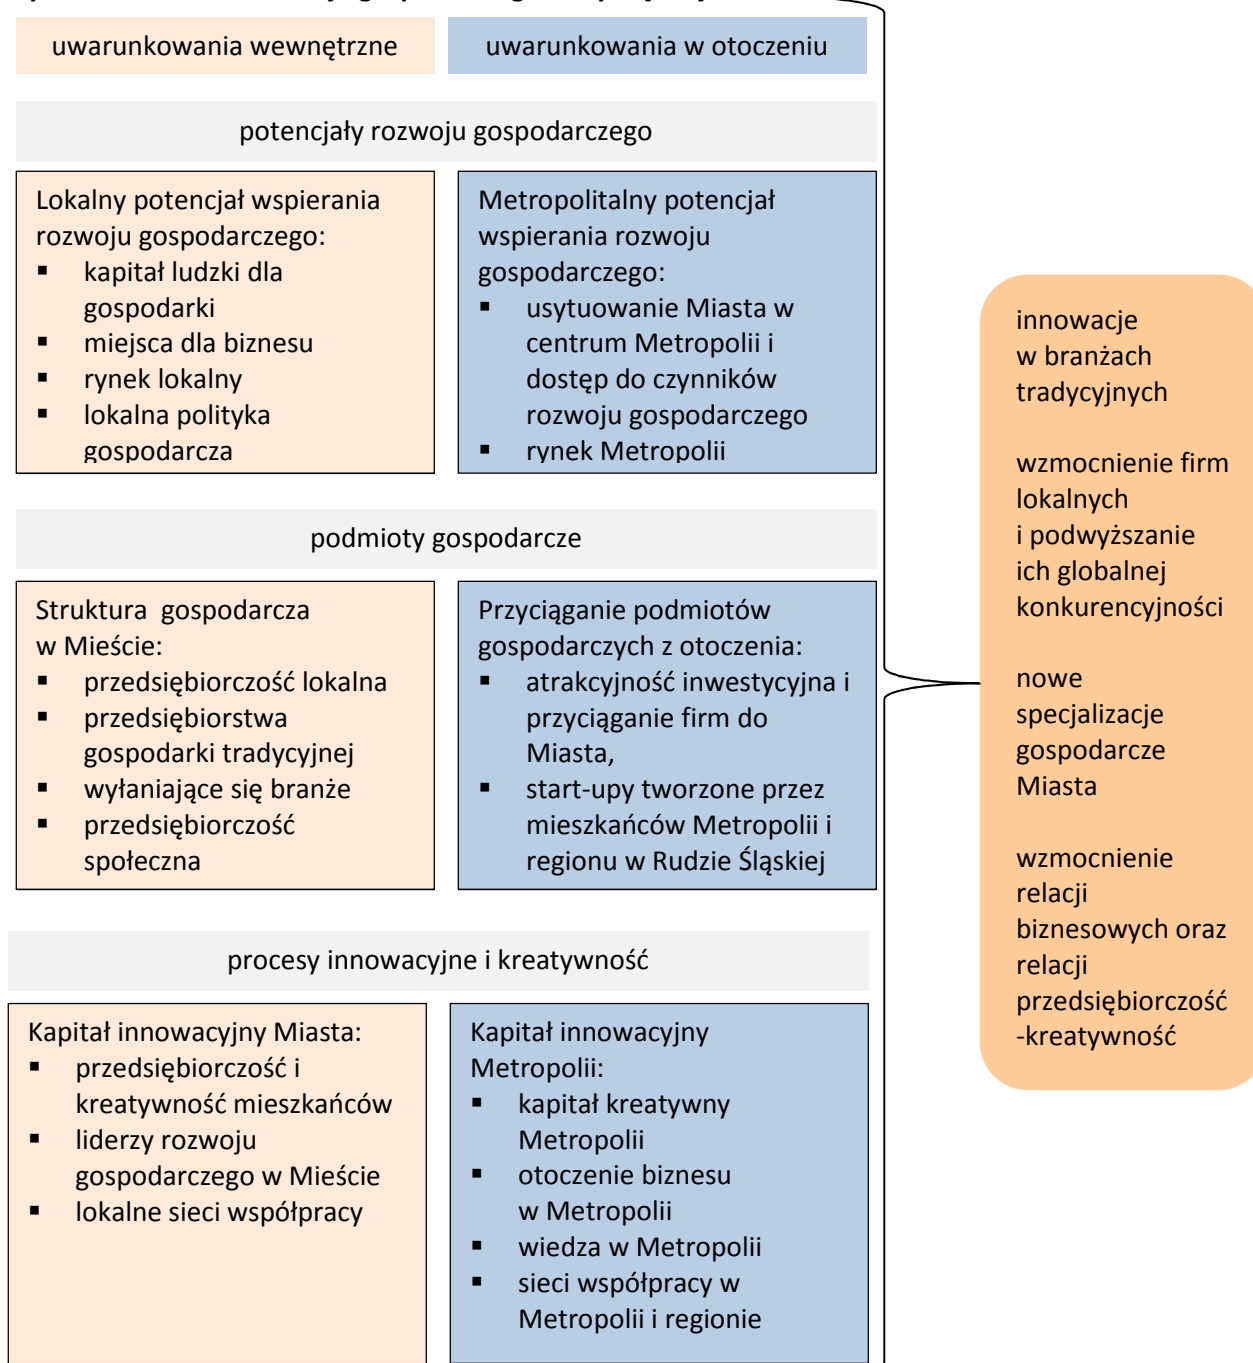 uwarunkowania wewnętrzne
uwarunkowania w otoczeniu
potencjały rozwoju gospodarczego
Lokalny potencjał wspierania
rozwoju gospodarczego:
▪ kapitał ludzki dla
gospodarki
▪ miejsca dla biznesu
▪ rynek lokalny
▪ lokalna polityka
gospodarcza
Metropolitalny potencjał
wspierania rozwoju
gospodarczego:
▪ usytuowanie Miasta w
centrum Metropolii i
dostęp do czynników
rozwoju gospodarczego
▪ rynek Metropolii
podmioty gospodarcze
Struktura gospodarcza
w Mieście:
▪ przedsiębiorczość lokalna
▪ przedsiębiorstwa
gospodarki tradycyjnej
▪ wyłaniające się branże
▪ przedsiębiorczość
społeczna
Przyciąganie podmiotów
gospodarczych z otoczenia:
▪ atrakcyjność inwestycyjna i
przyciąganie firm do
Miasta,
▪ start-upy tworzone przez
mieszkańców Metropolii i
regionu w Rudzie Śląskiej
procesy innowacyjne i kreatywność
Kapitał innowacyjny Miasta:
▪ przedsiębiorczość i
kreatywność mieszkańców
▪ liderzy rozwoju
gospodarczego w Mieście
▪ lokalne sieci współpracy
Kapitał innowacyjny
Metropolii:
▪ kapitał kreatywny
Metropolii
▪ otoczenie biznesu
w Metropolii
▪ wiedza w Metropolii
▪ sieci współpracy w
Metropolii i regionie
innowacje
w branżach
tradycyjnych
wzmocnienie firm
lokalnych
i podwyższanie
ich globalnej
konkurencyjności
nowe
specjalizacje
gospodarcze
Miasta
wzmocnienie
relacji
biznesowych oraz
relacji
przedsiębiorczość
-kreatywność